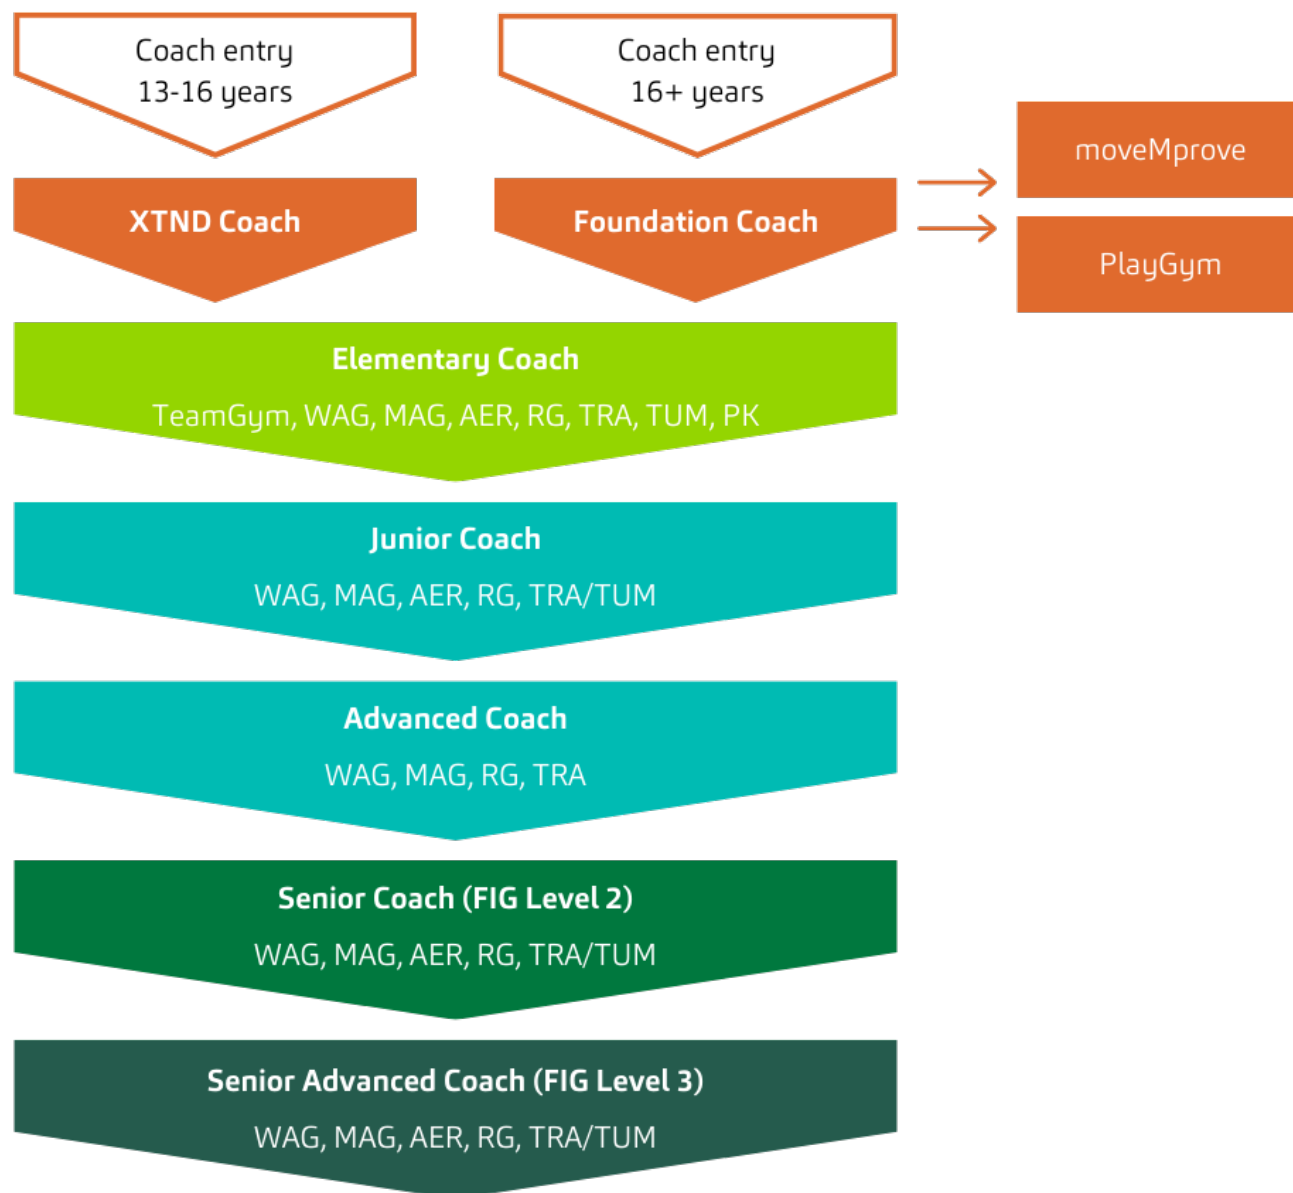 Coach entry
13-16 years
Coach entry
16+ years
moveMprove
XTND Coach
Foundation Coach
PlayGym
Elementary Coach
TeamGym, WAG, MAG, AER, RG, TRA, TUM, PK
Junior Coach
WAG, MAG, AER, RG, TRA/TUM
Advanced Coach
WAG, MAG, RG, TRA
Senior Coach (FIG Level 2)
WAG, MAG, AER, RG, TRA/TUM
Senior Advanced Coach (FIG Level 3)
WAG, MAG, AER, RG, TRA/TUM